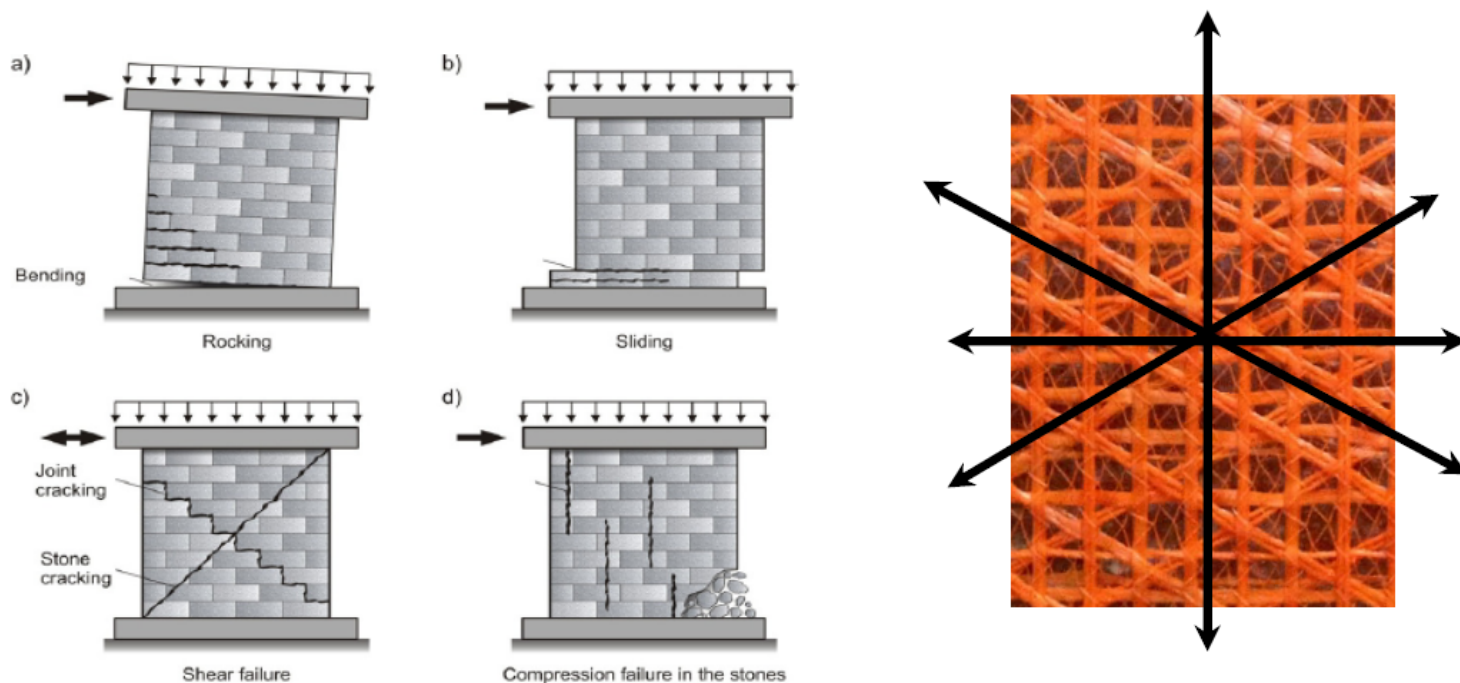 a)
Bending
Rocking
b)
Sliding
c)
Joint
cracking
Stone
cracking
Shear failure
d)
Compression failure in the stones